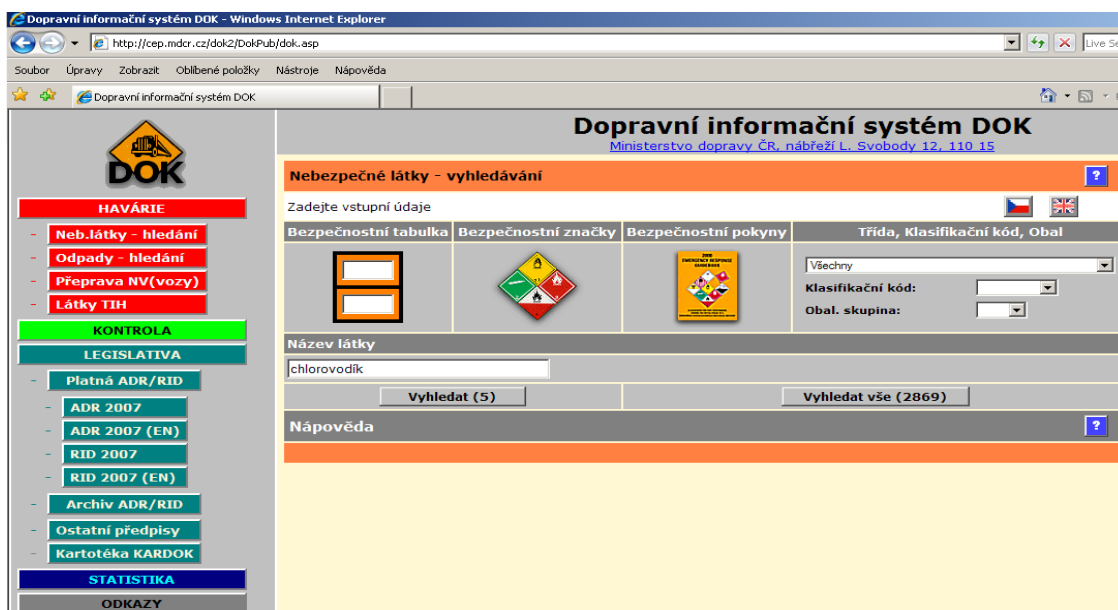 Dopravní informační systém DOK - Windows Internet Explorer
http://cep.mdcr.cz/dok2/DokPub/dok.asp
Live Se
Soubor Úpravy Zobrazit Oblíbené položky Nástroje Nápověda
Dopravní informační systém DOK
DOK
HAVÁRIE
- Neb.látky - hledání
- Odpady - hledání
- Přeprava NV(vozy)
- Látky TIH
KONTROLA
LEGISLATIVA
- Platná ADR/RID
- ADR 2007
- ADR 2007 (EN)
- RID 2007
- RID 2007 (EN)
- Archiv ADR/RID
- Ostatní předpisy
- Kartotéka KARDOK
STATISTIKA
ODKAZY
Dopravní informační systém DOK
Ministerstvo dopravy ČR, nábřeží L. Svobody 12, 110 15
Nebezpečné látky - vyhledávání ?
Zadejte vstupní údaje
Bezpečnostní tabulka Bezpečnostní značky Bezpečnostní pokyny Třída, Klasifikační kód, Obal
Všechny
Klasifikační kód:
Obal. skupina:
Název látky
chlorovodík
Vyhledat (5) Vyhledat vše (2869)
Nápověda ?